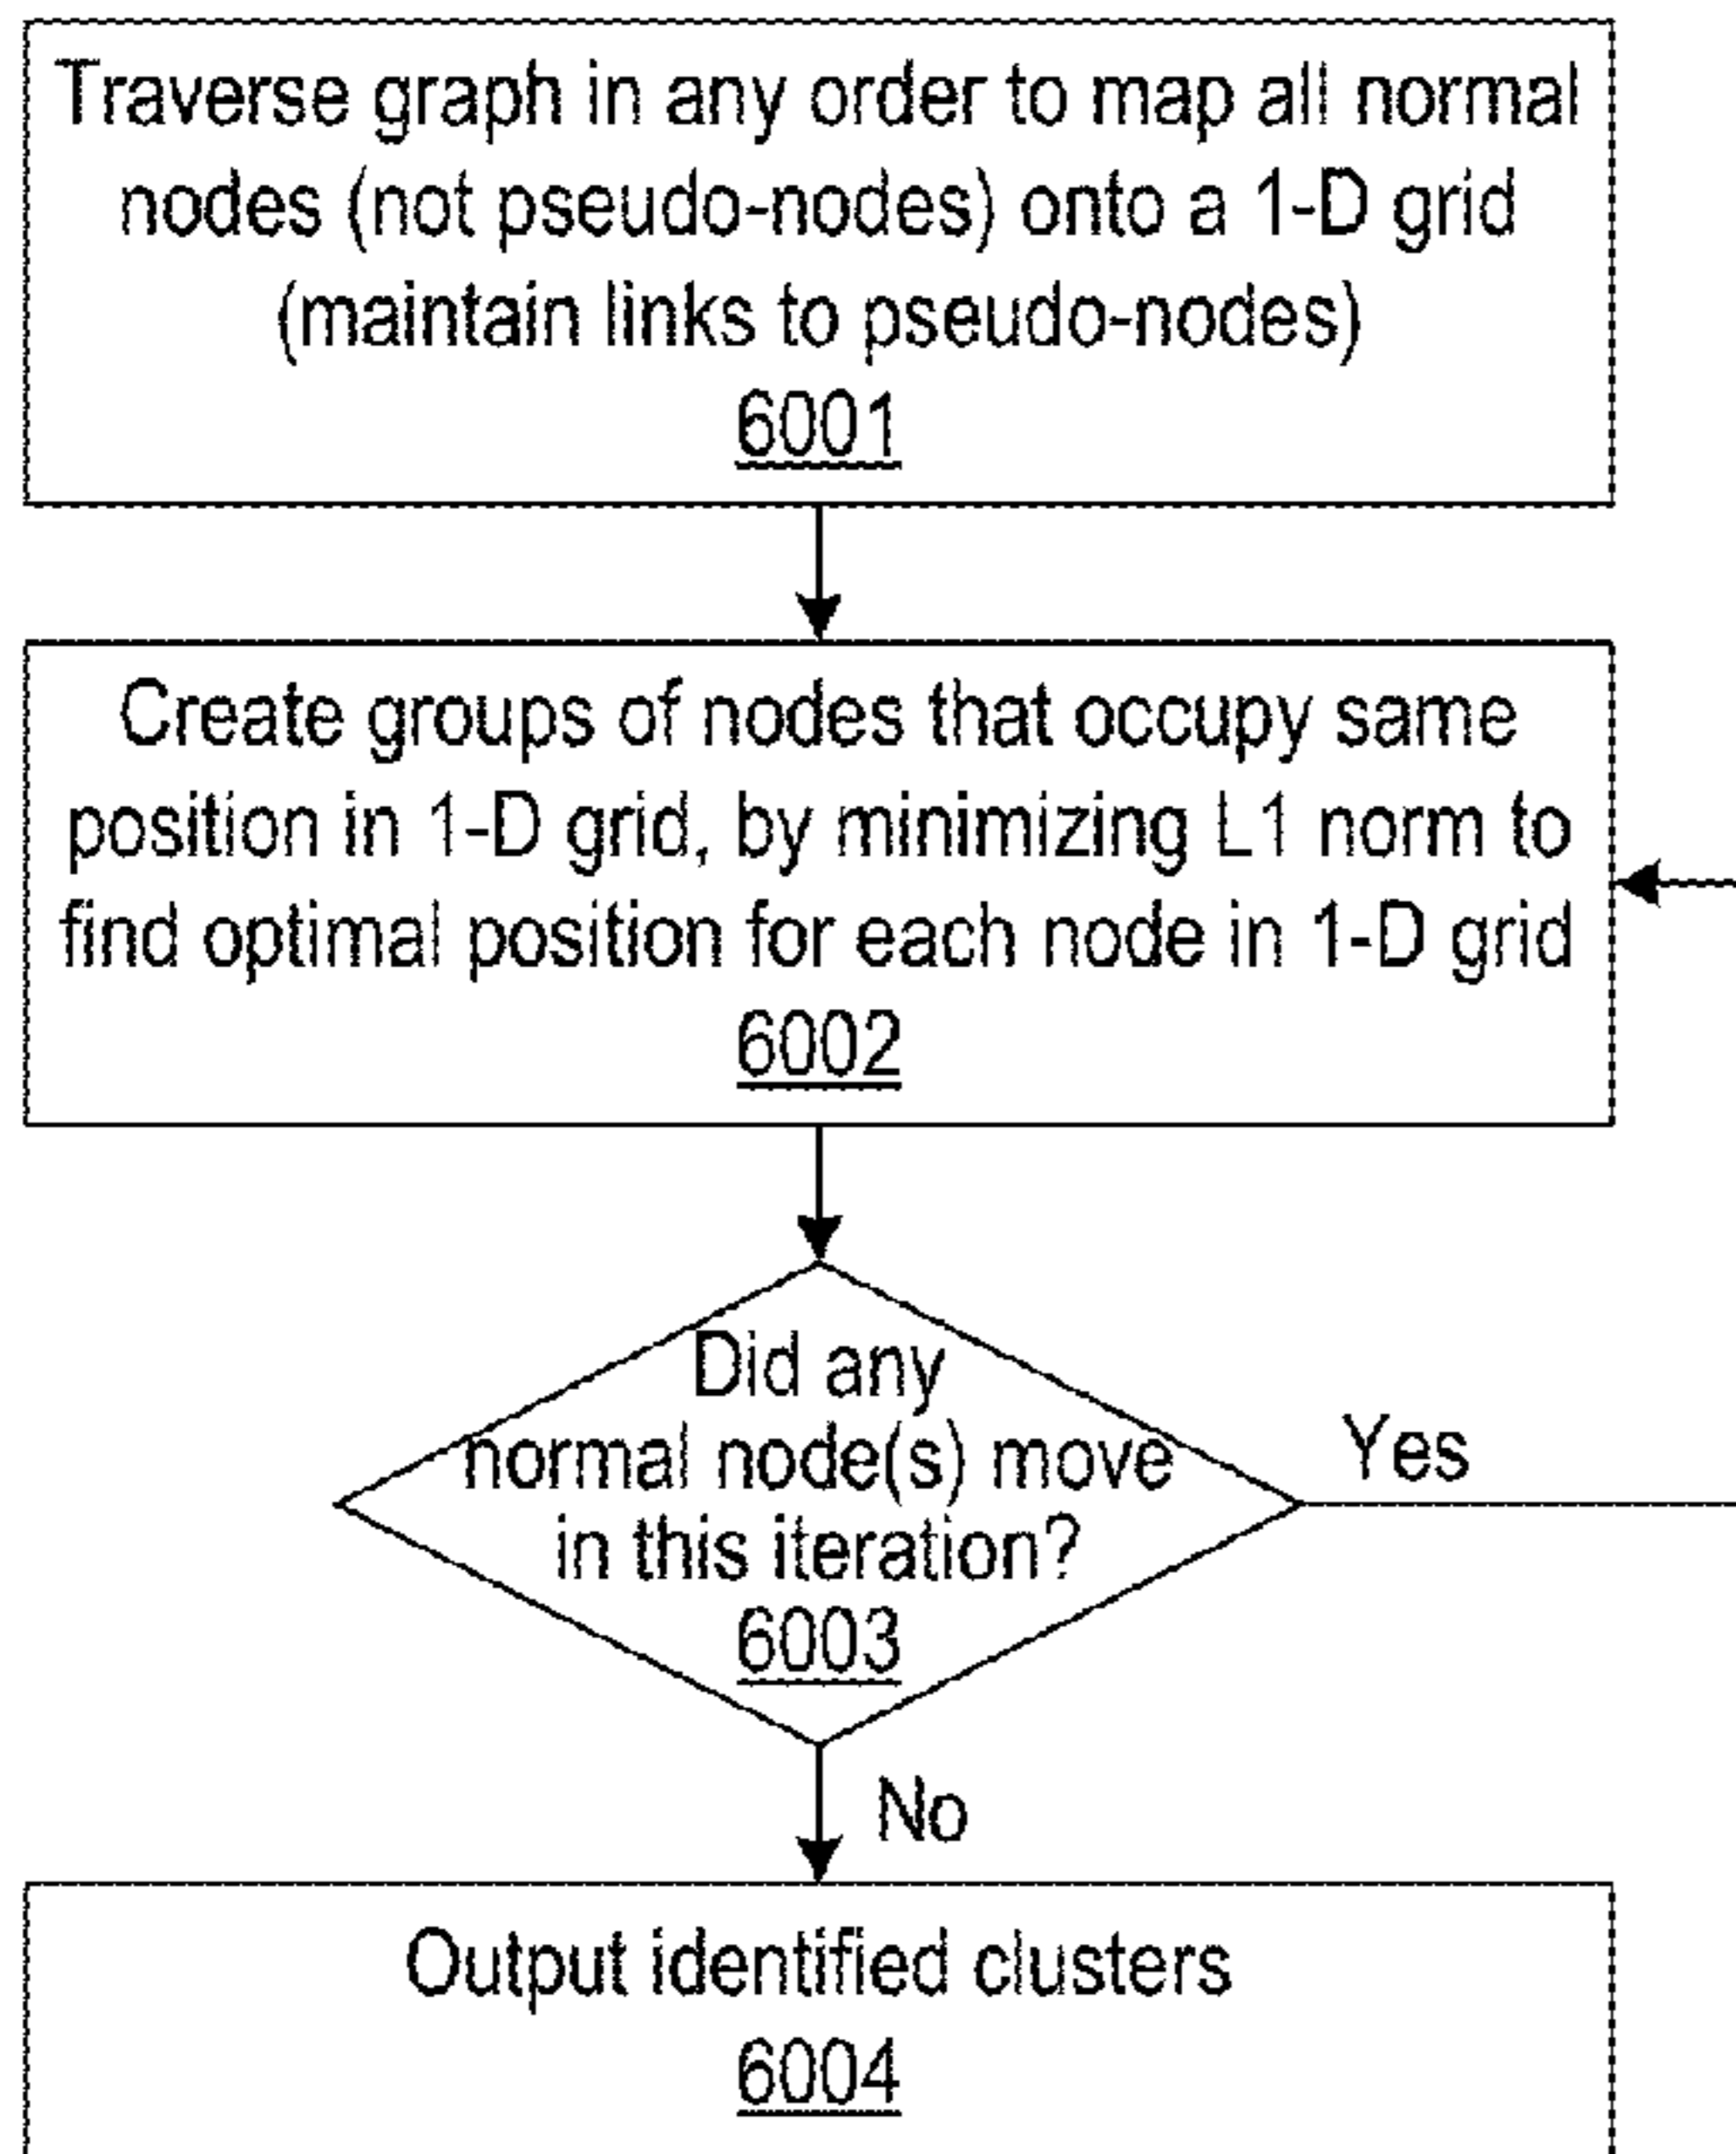 Traverse graph in any order to map all normal
nodes (not pseudo-nodes) onto a 1-D grid
(maintain links to pseudo-nodes)
6001
Create groups of nodes that occupy same
position in 1-D grid, by minimizing L1 norm to
find optimal position for each node in 1-D grid
6002
Did any
normal node(s) move
in this iteration?
6003
Yes
No
Output identified clusters
6004